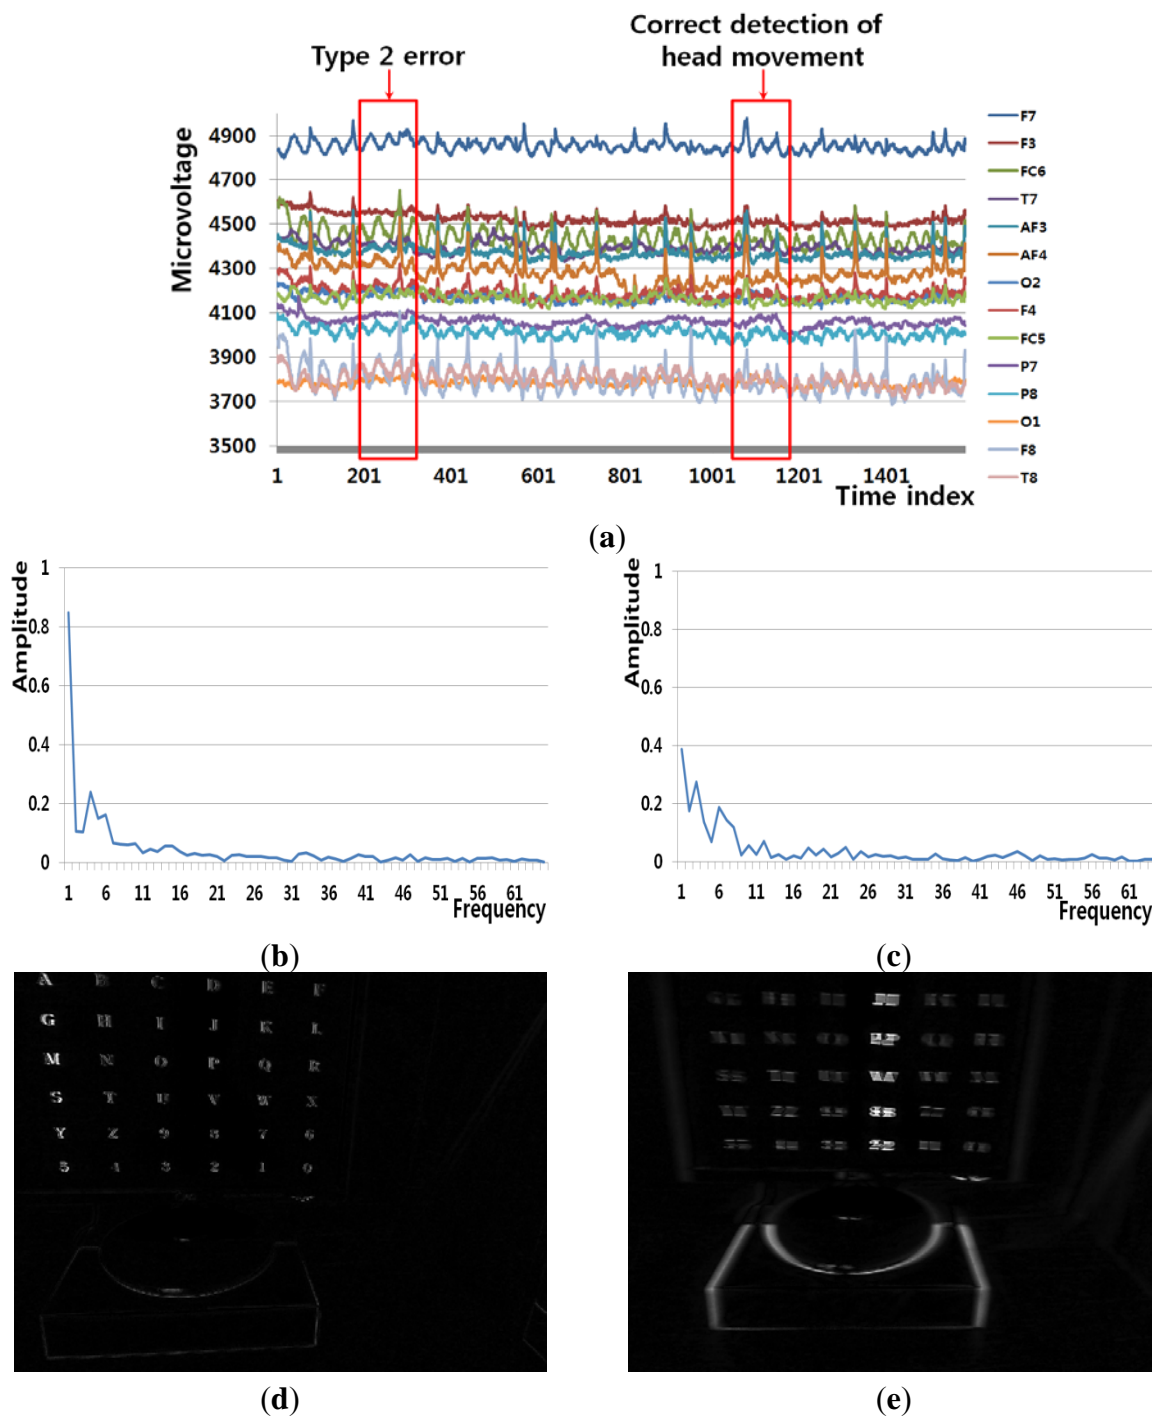 Correct detection of
Type 2 error
head movement
Microvoltage
4900
4700
4500
4300
4100
3900
3700
3500
1 201 401 601 801 1001 1201 1401
Time index
F7
F3
FC6
T7
AF3
AF4
O2
F4
FC5
P7
P8
O1
F8
T8
(a)
Amplitude
1
0.8
0.6
0.4
0.2
0
1 6 11 16 21 26 31 36 41 46 51 56 61
Frequency
(b)
Amplitude
1
0.8
0.6
0.4
0.2
0
1 6 11 16 21 26 31 36 41 46 51 56 61
Frequency
(c)
A B C D E F
G H I J K L
M N O P Q R
S T U V W X
Y Z 9 8 7 6
5 4 3 2 1 0
(d)
(e)